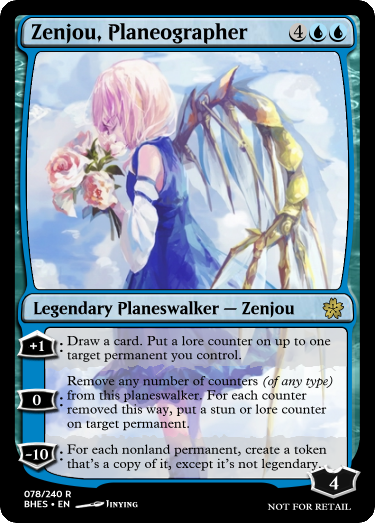 Zenjou, Planeographer 4
Legendary Planeswalker — Zenjou
+1: Draw a card. Put a lore counter on up to one
target permanent you control.
0: Remove any number of counters (of any type)
from this planeswalker. For each counter
removed this way, put a stun or lore counter
on target permanent.
-10: For each nonland permanent, create a token
that's a copy of it, except it's not legendary.
4
078/240 R
BHES • EN JINYING
NOT FOR RETAIL